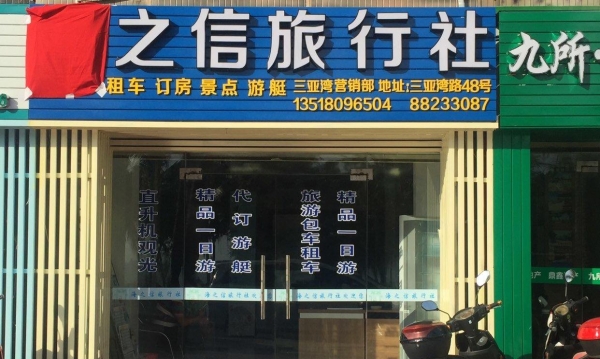 之信旅行社
租车 订房 景点 游艇 三亚湾营销部 地址:三亚湾路48号
13518096504 88233087
九所
直升机观光
精品一日游
代订游艇
旅游包车租车
精品一日游